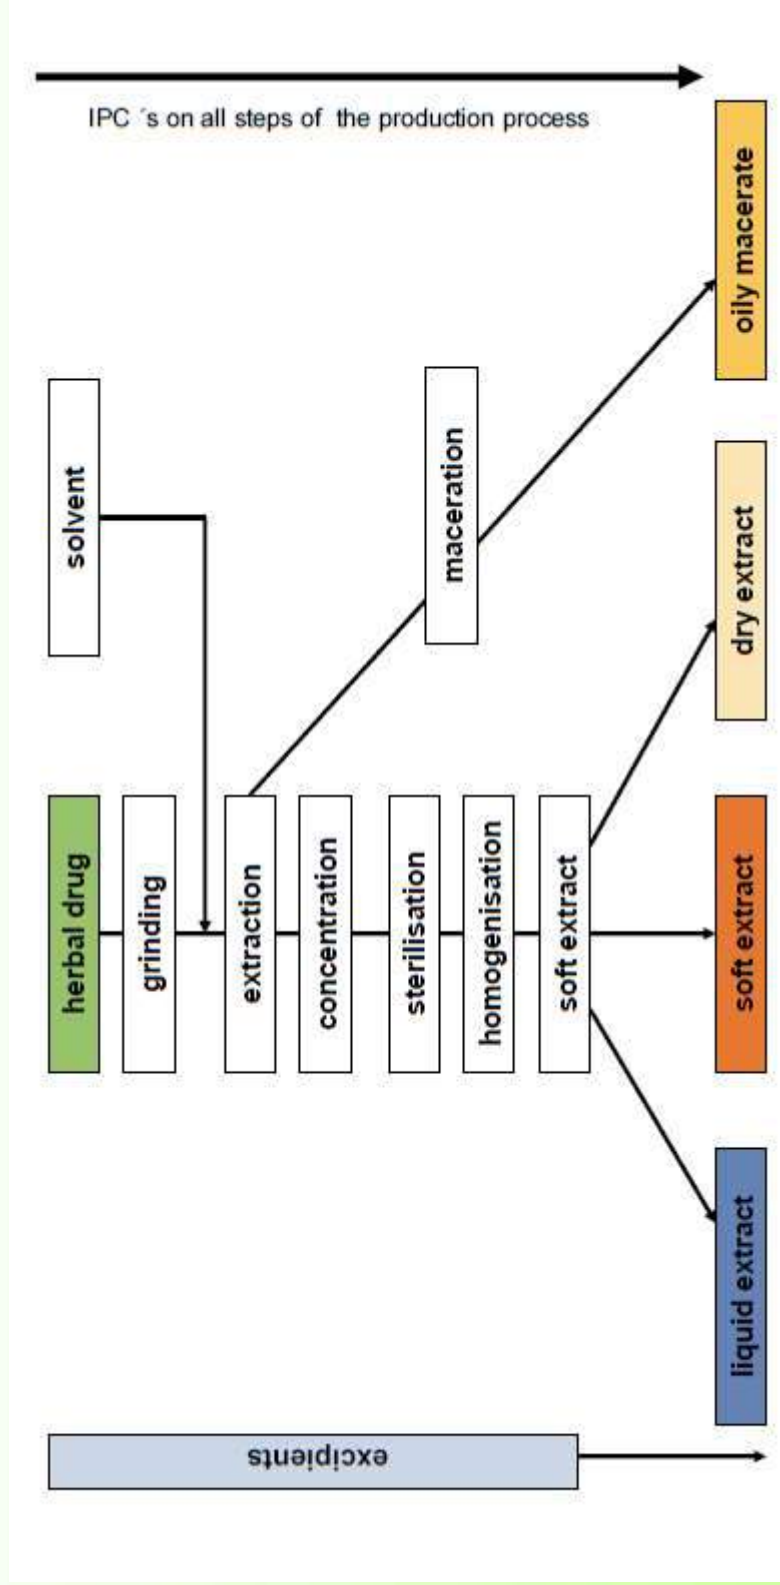 IPC ´s on all steps of  the production process
herbal drug
solvent
grinding
extraction
concentration
maceration
sterilisation
homogenisation
soft extract
excipients
liquid extract
soft extract
dry extract
oily macerate